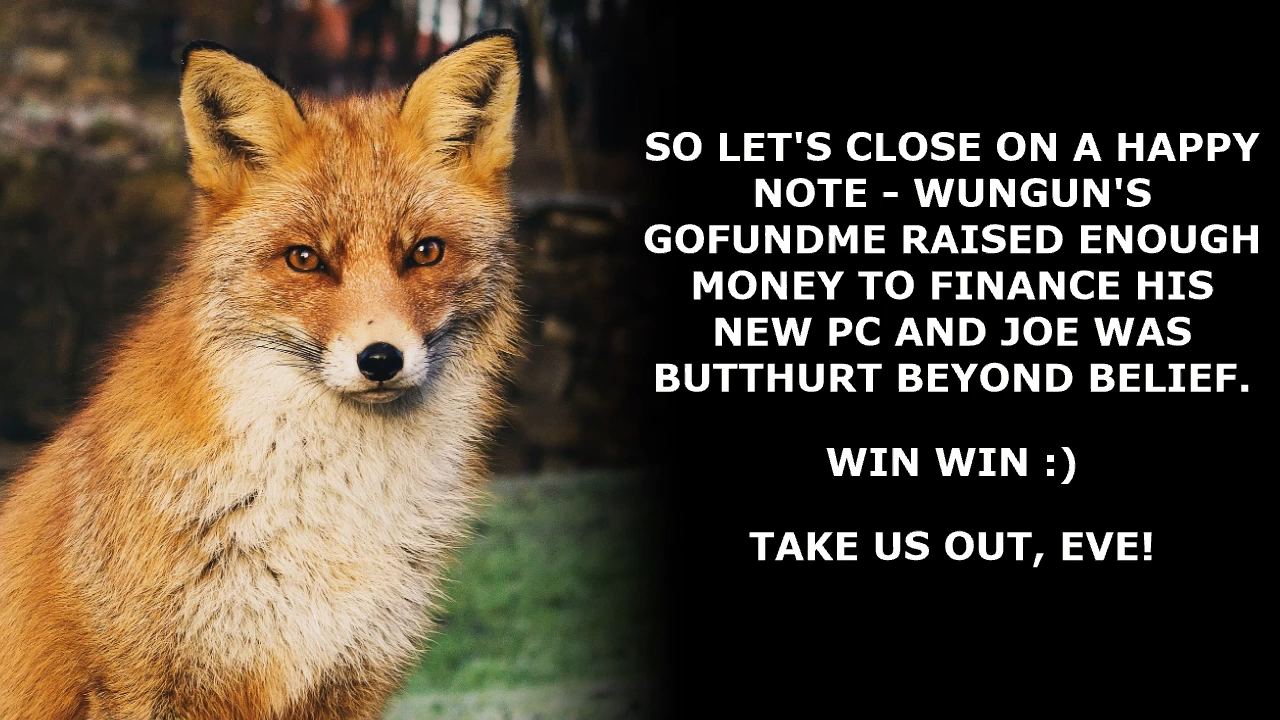 SO LET'S CLOSE ON A HAPPY
NOTE - WUNGUN'S
GOFUNDME RAISED ENOUGH
MONEY TO FINANCE HIS
NEW PC AND JOE WAS
BUTTHURT BEYOND BELIEF.
WIN WIN :)
TAKE US OUT, EVE!